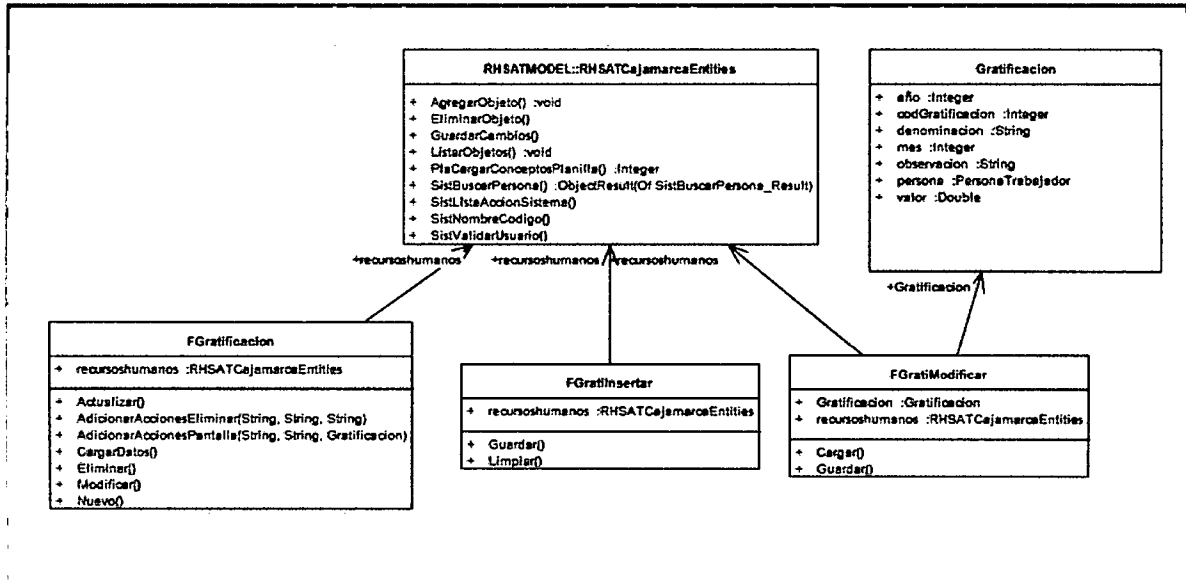 RHSATMODEL::RHSATCajamarcaEntities
+ AgregarObjeto() :void
+ EliminarObjeto()
+ GuardarCambios()
+ ListarObjetos() :void
+ PlaCargarConceptosPlanilla() :Integer
+ SistBuscarPersona() :ObjectResult(Of SistBuscarPersona_Result)
+ SistListaAccionSistema()
+ SistNombreCodigo()
+ SistValidarUsuario()
Gratificacion
+ año :Integer
+ codGratificacion :Integer
+ denominacion :String
+ mes :Integer
+ observacion :String
+ persona :PersonaTrabajador
+ valor :Double
+recursoshumanos
+recursoshumanos
+recursoshumanos
+Gratificacion
FGratificacion
+ recursoshumanos :RHSATCajamarcaEntities
+ Actualizar()
+ AdicionarAccionesEliminar(String, String, String)
+ AdicionarAccionesPantalla(String, String, Gratificacion)
+ CargarDatos()
+ Eliminar()
+ Modificar()
+ Nuevo()
FGratiInsertar
+ recursoshumanos :RHSATCajamarcaEntities
+ Guardar()
+ Limpiar()
FGratiModificar
+ Gratificacion :Gratificacion
+ recursoshumanos :RHSATCajamarcaEntities
+ Cargar()
+ Guardar()